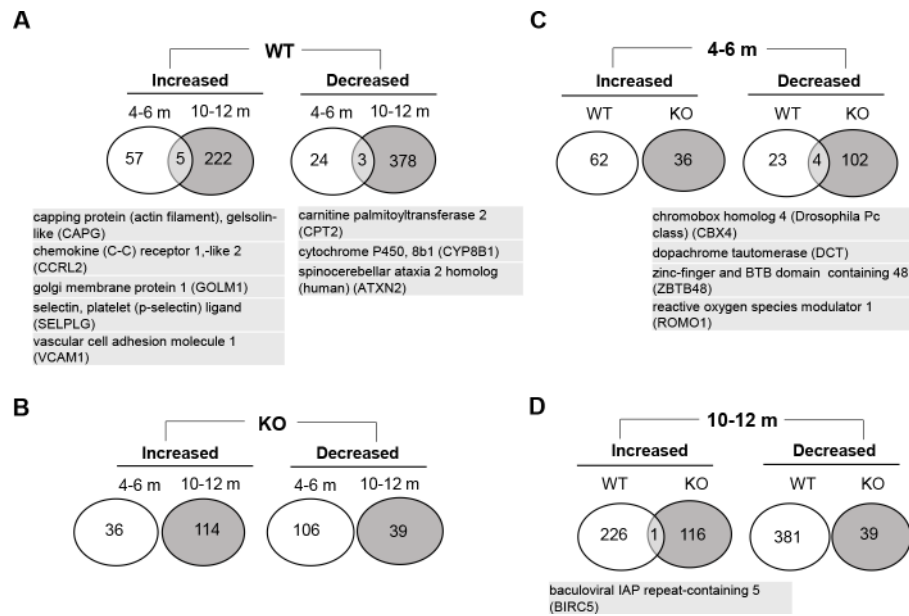 A
WT
Increased
Decreased
4-6 m 10-12 m
4-6 m 10-12 m
57 5 222
24 3 378
capping protein (actin filament), gelsolin-
like (CAPG)
chemokine (C-C) receptor 1,-like 2
(CCRL2)
golgi membrane protein 1 (GOLM1)
selectin, platelet (p-selectin) ligand
(SELPLG)
vascular cell adhesion molecule 1
(VCAM1)
carnitine palmitoyltransferase 2
(CPT2)
cytochrome P450, 8b1 (CYP8B1)
spinocerebellar ataxia 2 homolog
(human) (ATXN2)
B
KO
Increased
Decreased
4-6 m 10-12 m
4-6 m 10-12 m
36 114
106 39
C
4-6 m
Increased
Decreased
WT KO
WT KO
62 36
23 4 102
chromobox homolog 4 (Drosophila Pc
class) (CBX4)
dopachrome tautomerase (DCT)
zinc-finger and BTB domain containing 48
(ZBTB48)
reactive oxygen species modulator 1
(ROMO1)
D
10-12 m
Increased
Decreased
WT KO
WT KO
226 1 116
381 39
baculoviral IAP repeat-containing 5
(BIRC5)